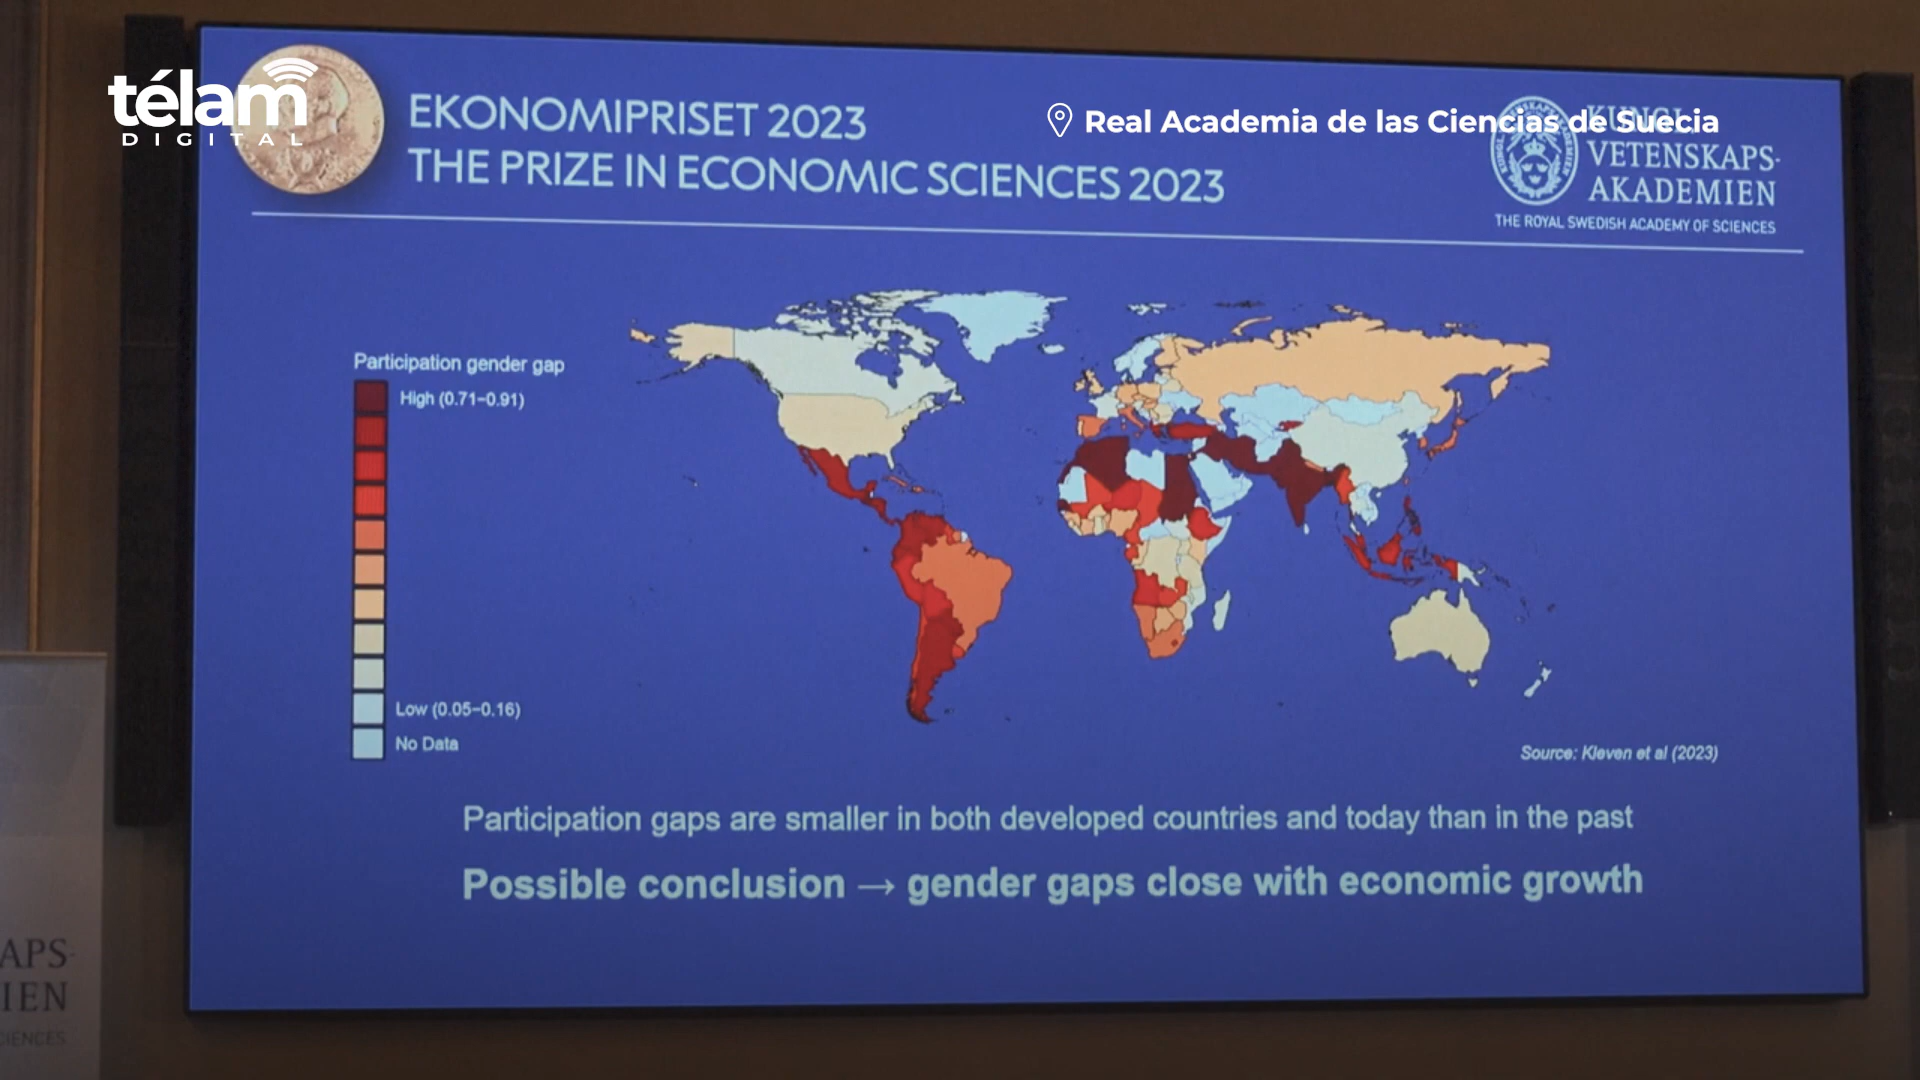 télam
DIGITAL
EKONOMIPRISET 2023
THE PRIZE IN ECONOMIC SCIENCES 2023
Real Academia de las Ciencias de Suecia
KUNGL.
VETENSKAPS-
AKADEMIEN
THE ROYAL SWEDISH ACADEMY OF SCIENCES
Participation gender gap
High (0.71–0.91)
Low (0.05–0.16)
No Data
Source: Kleven et al (2023)
Participation gaps are smaller in both developed countries and today than in the past
Possible conclusion → gender gaps close with economic growth
APS-
IEN
CIENCES